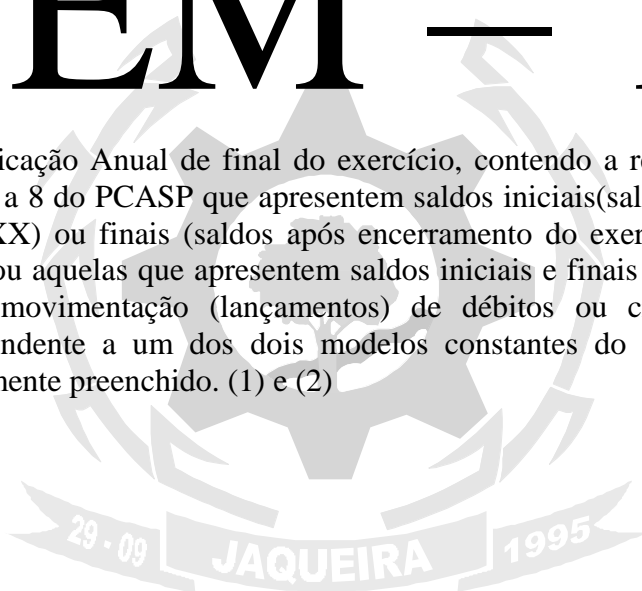 EM –
icação Anual de final do exercício, contendo a r
a 8 do PCASP que apresentem saldos iniciais(sal
XX) ou finais (saldos após encerramento do exer
ou aquelas que apresentem saldos iniciais e finais
movimentação (lançamentos) de débitos ou c
ndente a um dos dois modelos constantes do
mente preenchido. (1) e (2)
29 - 09 JAQUEIRA 1995